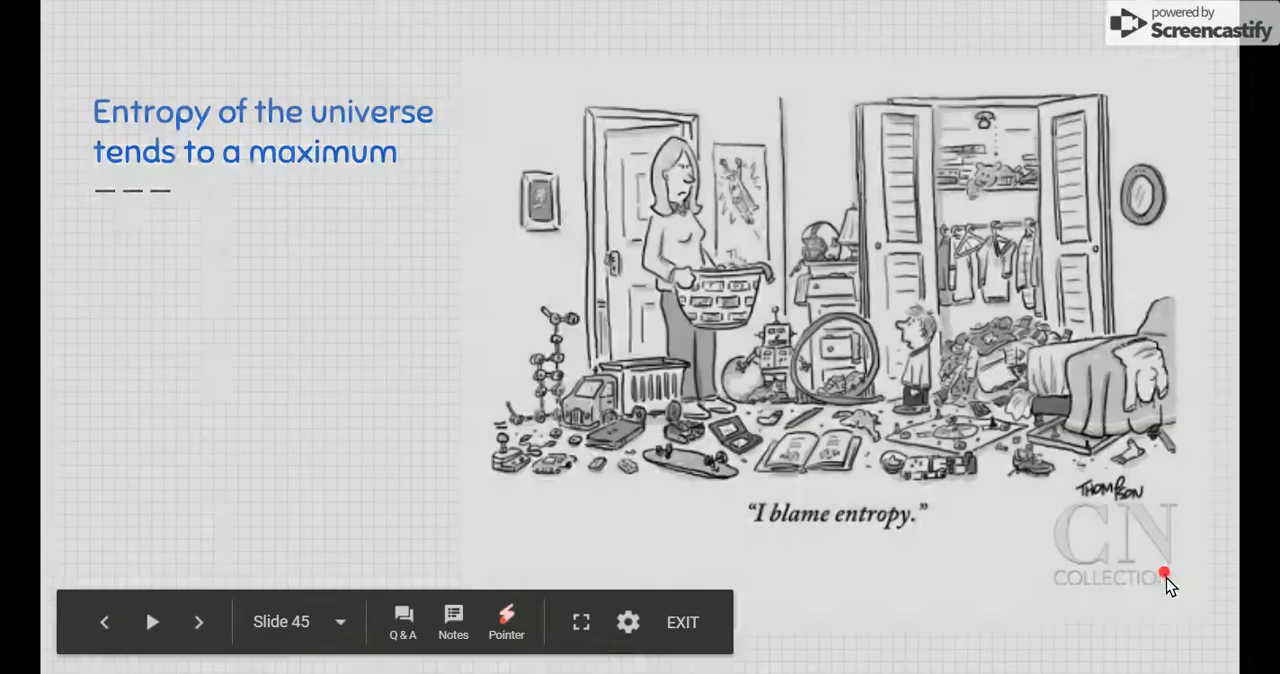 powered by
Screencastify
Entropy of the universe
tends to a maximum
THOMPSON
"I blame entropy."
CN
COLLECTION
Slide 45
Q & A
Notes
Pointer
EXIT